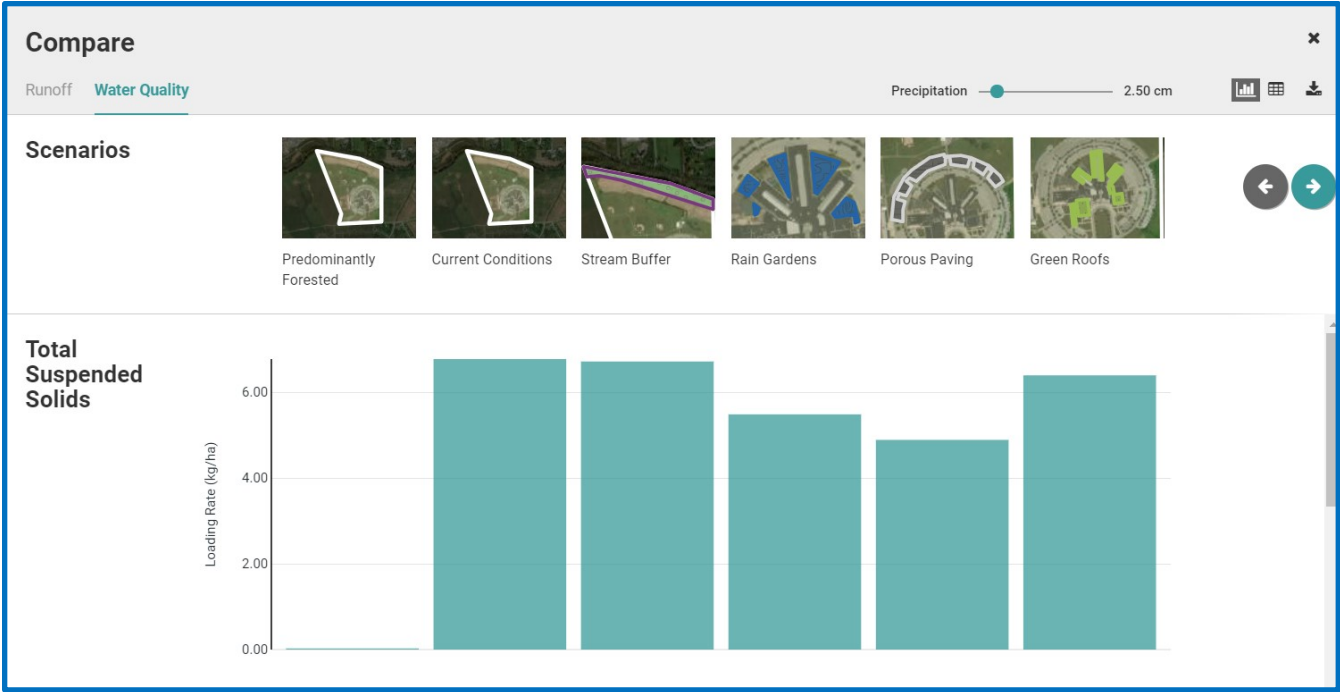 Compare
Runoff Water Quality
Precipitation 2.50 cm
Scenarios
Predominantly
Forested
Current Conditions
Stream Buffer
Rain Gardens
Porous Paving
Green Roofs
Total
Suspended
Solids
Loading Rate (kg/ha)
6.00
4.00
2.00
0.00